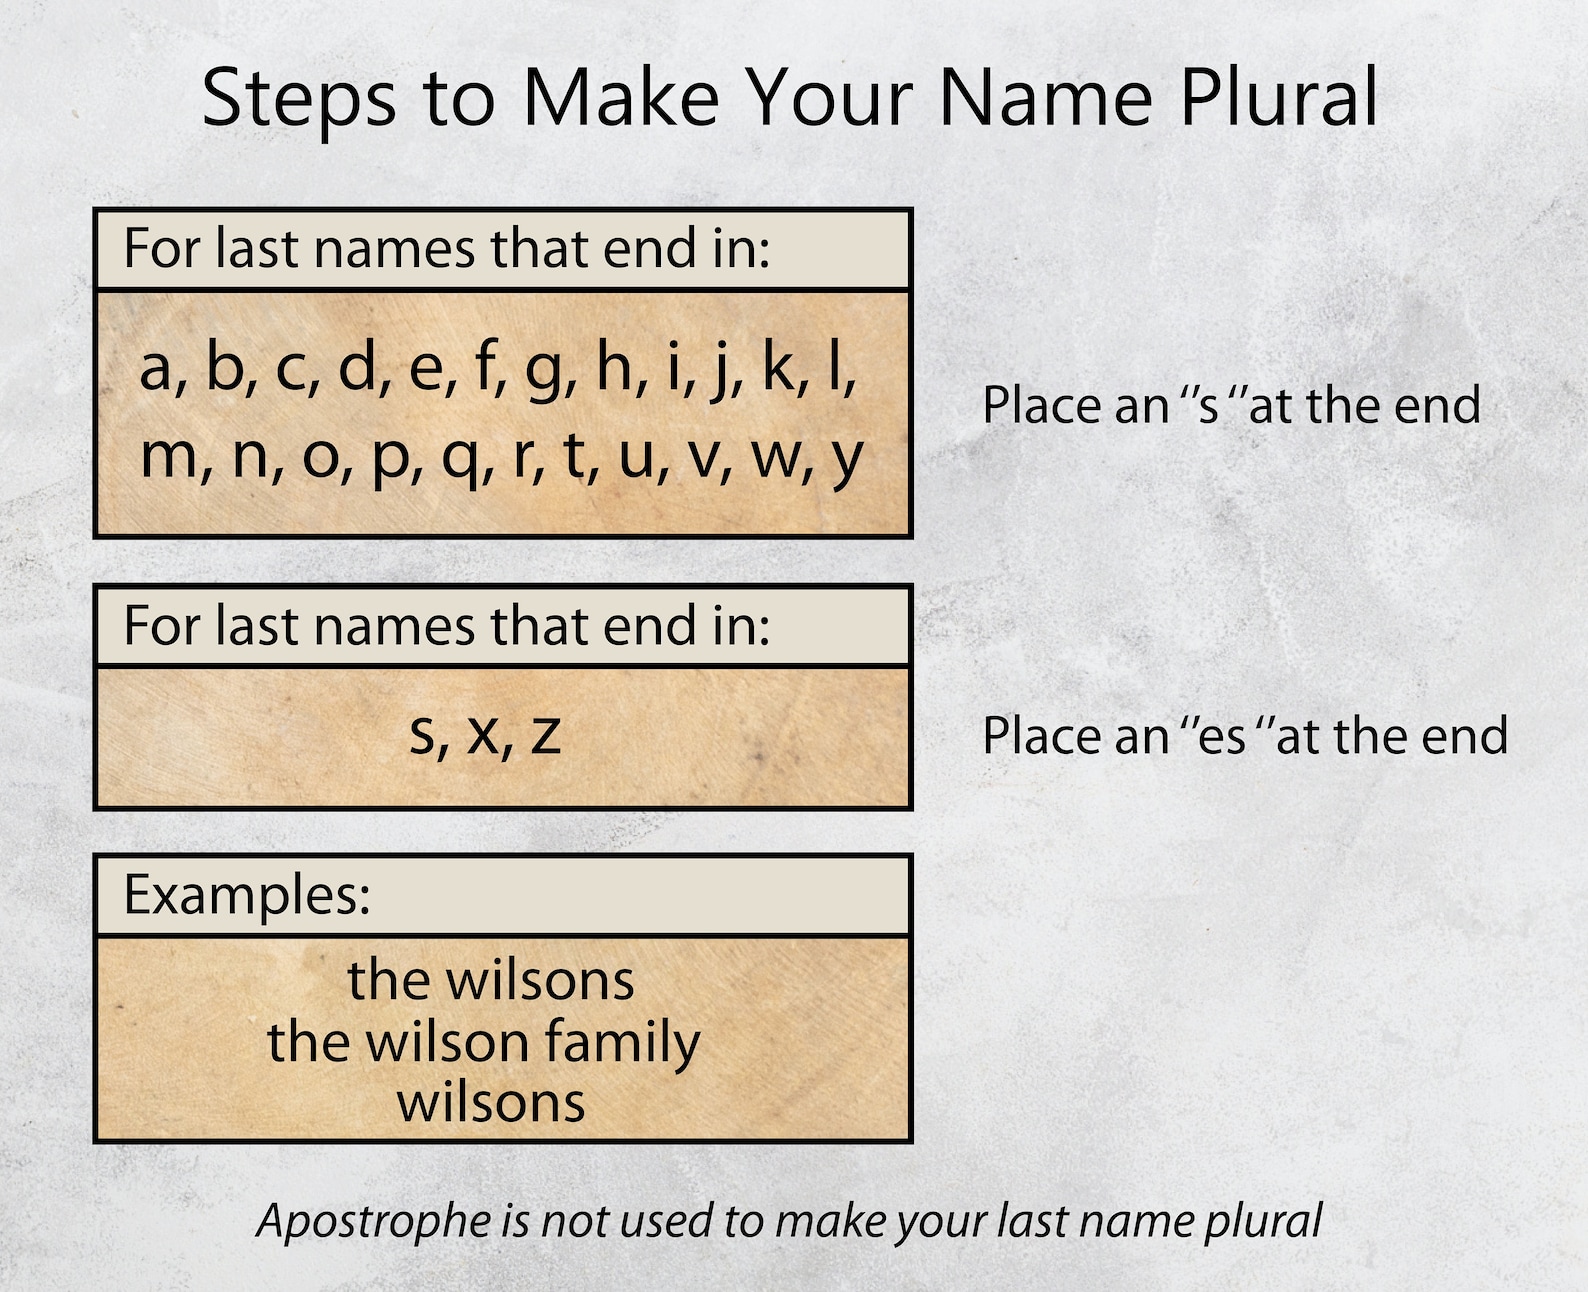 Steps to Make Your Name Plural
For last names that end in:
a, b, c, d, e, f, g, h, i, j, k, l,
m, n, o, p, q, r, t, u, v, w, y
Place an “s “at the end
For last names that end in:
s, x, z
Place an “es “at the end
Examples:
the wilsons
the wilson family
wilsons
Apostrophe is not used to make your last name plural